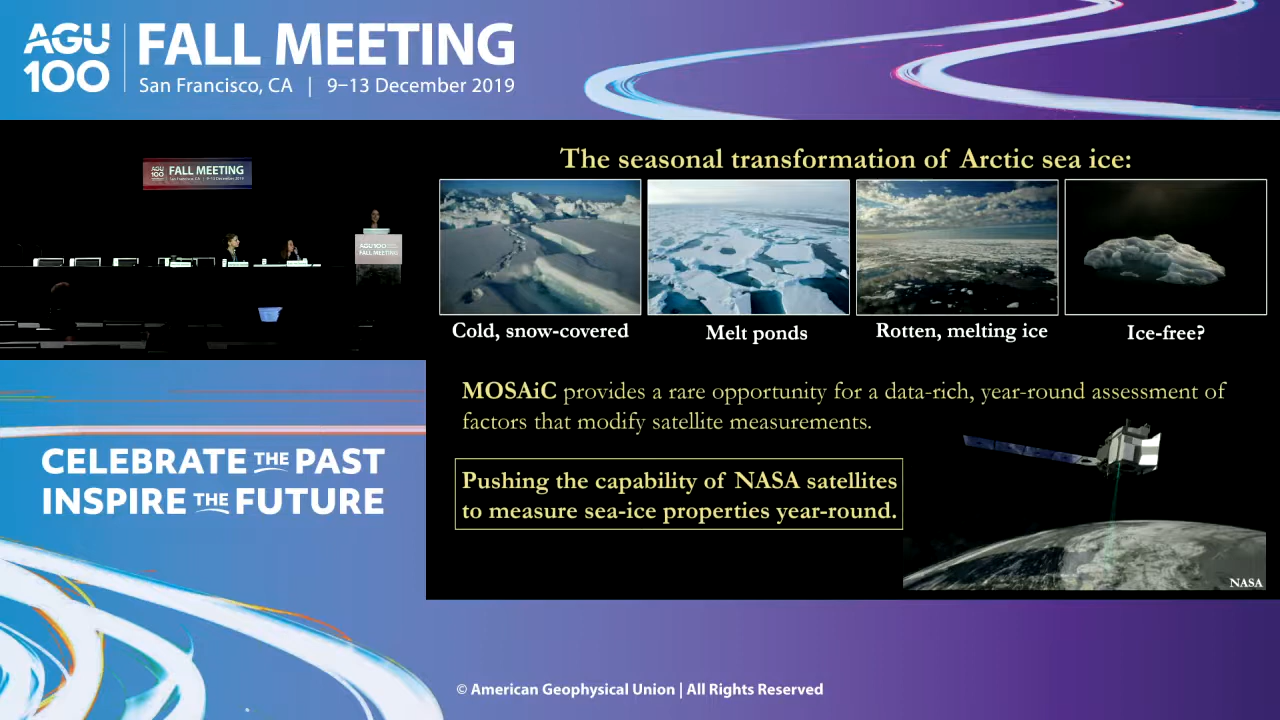 AGU
100
FALL MEETING
San Francisco, CA | 9–13 December 2019
FALL MEETING
The seasonal transformation of Arctic sea ice:
Cold, snow-covered
Melt ponds
Rotten, melting ice
Ice-free?
MOSAiC provides a rare opportunity for a data-rich, year-round assessment of
factors that modify satellite measurements.
Pushing the capability of NASA satellites
to measure sea-ice properties year-round.
NASA
CELEBRATE THE PAST
INSPIRE THE FUTURE
© American Geophysical Union | All Rights Reserved